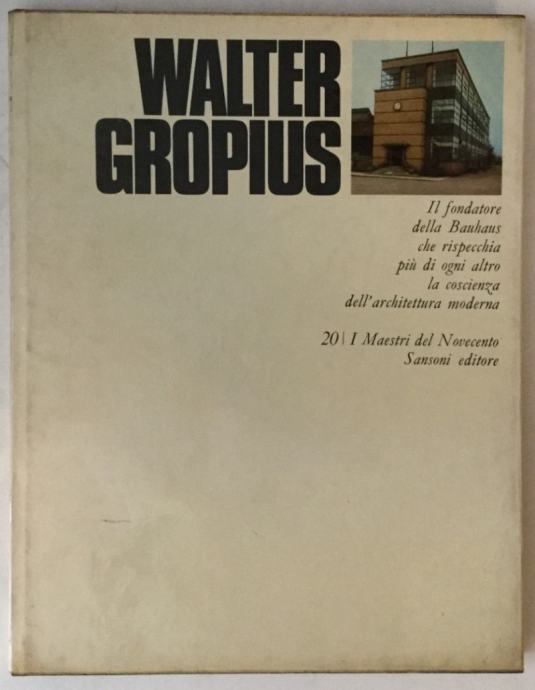 WALTER
GROPIUS
Il fondatore
della Bauhaus
che rispecchia
più di ogni altro
la coscienza
dell'architettura moderna
20| I Maestri del Novecento
Sansoni editore